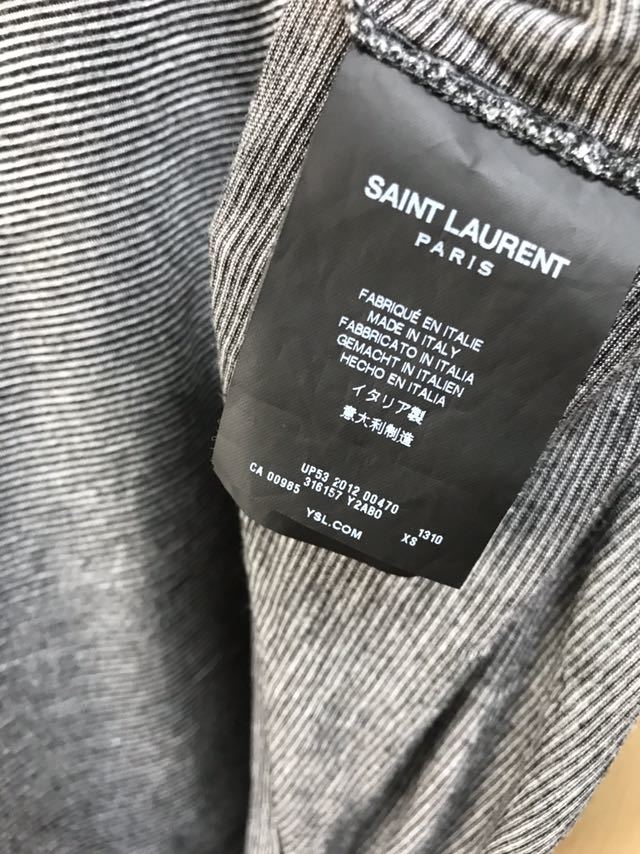 SAINT LAURENT
PARIS
FABRIQUÉ EN ITALIE
MADE IN ITALY
FABBRICATO IN ITALIA
GEMACHT IN ITALIEN
HECHO EN ITALIA
イタリア製
意大利制造
UP53 2012 00470
CA 00985 316157 Y2AB0 1310
YSL.COM XS